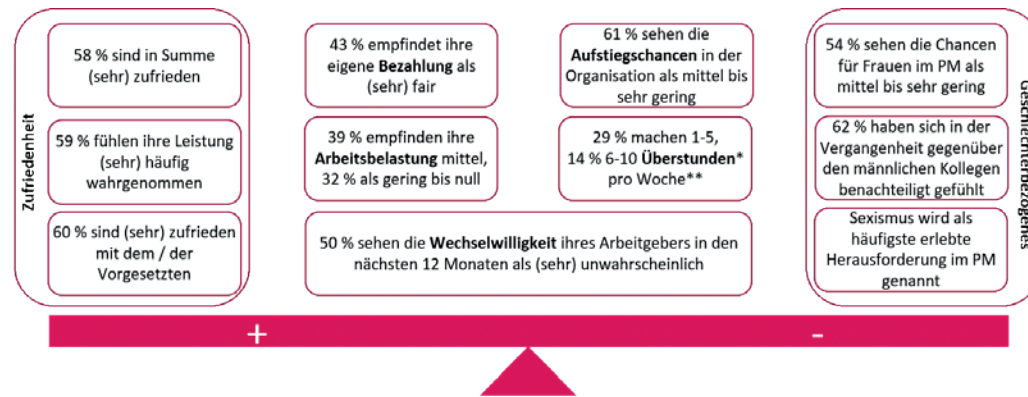 Zufriedenheit
58 % sind in Summe
(sehr) zufrieden
59 % fühlen ihre Leistung
(sehr) häufig
wahrgenommen
60 % sind (sehr) zufrieden
mit dem / der
Vorgesetzten
43 % empfindet ihre
eigene Bezahlung als
(sehr) fair
61 % sehen die
Aufstiegschancen in der
Organisation als mittel bis
sehr gering
39 % empfinden ihre
Arbeitsbelastung mittel,
32 % als gering bis null
29 % machen 1-5,
14 % 6-10 Überstunden*
pro Woche**
50 % sehen die Wechselwilligkeit ihres Arbeitgebers in den
nächsten 12 Monaten als (sehr) unwahrscheinlich
54 % sehen die Chancen
für Frauen im PM als
mittel bis sehr gering
62 % haben sich in der
Vergangenheit gegenüber
den männlichen Kollegen
benachteiligt gefühlt
Sexismus wird als
häufigste erlebte
Herausforderung im PM
genannt
Geschlechterbezogenes
+
-